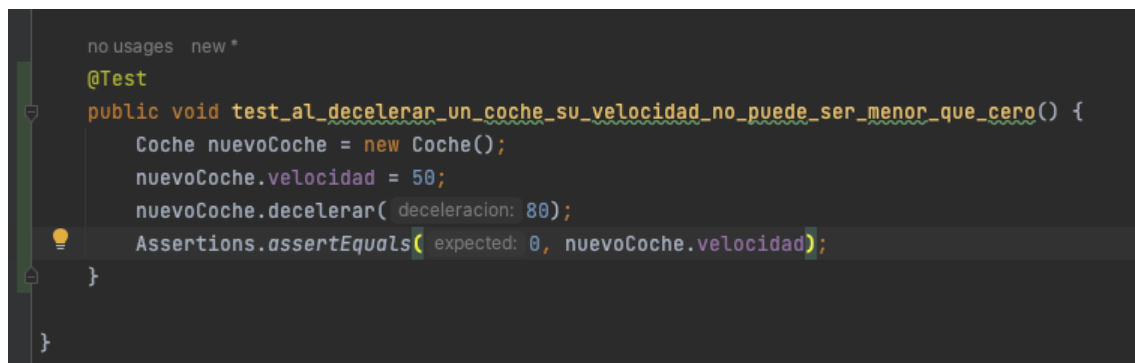 no usages new *
@Test
public void test_al_decelerar_un_coche_su_velocidad_no_puede_ser_menor_que_cero() {
Coche nuevoCoche = new Coche();
nuevoCoche.velocidad = 50;
nuevoCoche.decelerar( deceleracion: 80);
Assertions.assertEquals( expected: 0, nuevoCoche.velocidad);
}
}